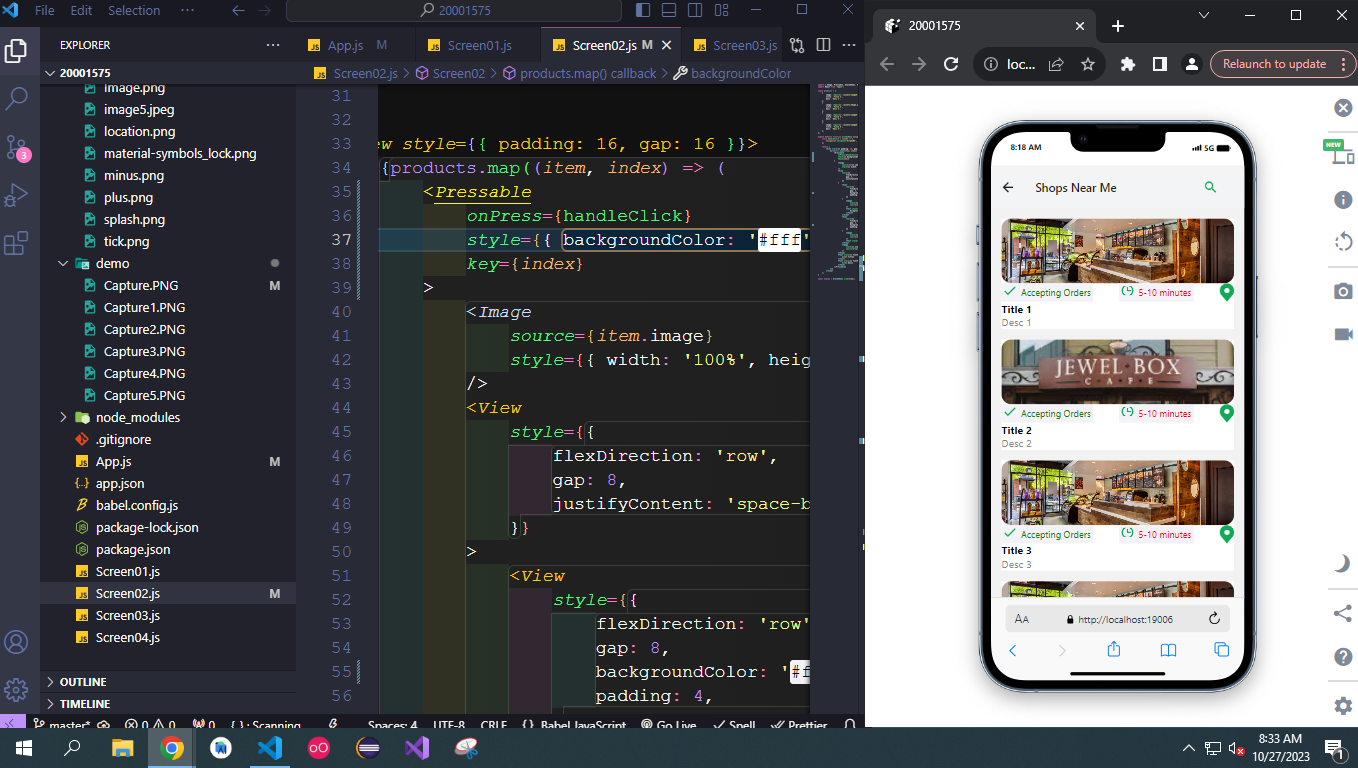 File Edit Selection ··· 20001575
EXPLORER ···
20001575
image.png
image5.jpeg
location.png
material-symbols_lock.png
minus.png
plus.png
splash.png
tick.png
demo
Capture.PNG M
Capture1.PNG
Capture2.PNG
Capture3.PNG
Capture4.PNG
Capture5.PNG
node_modules
.gitignore
App.js M
app.json
babel.config.js
package-lock.json
package.json
Screen01.js
Screen02.js M
Screen03.js
Screen04.js
OUTLINE
TIMELINE
3
App.js M Screen01.js Screen02.js M Screen03.js
Screen02.js > Screen02 > products.map() callback > backgroundColor
31
32
33 ew style={{ padding: 16, gap: 16 }}>
34 {products.map((item, index) => (
35 <Pressable
36 onPress={handleClick}
37 style={{ backgroundColor: '#fff'
38 key={index}
39 >
40 <Image
41 source={item.image}
42 style={{ width: '100%', heig
43 />
44 <View
45 style={{
46 flexDirection: 'row',
47 gap: 8,
48 justifyContent: 'space-b
49 }}
50 >
51 <View
52 style={{
53 flexDirection: 'row'
54 gap: 8,
55 backgroundColor: '#f
56 padding: 4,
master* 0 0 0 { } : Scanning Spaces: 4 UTF-8 CRLF { } Babel JavaScript Go Live Spell Prettier
20001575
loc... Relaunch to update
8:18 AM 5G
Shops Near Me
Accepting Orders 5-10 minutes
Title 1
Desc 1
JEWEL BOX
CAFE
Accepting Orders 5-10 minutes
Title 2
Desc 2
Accepting Orders 5-10 minutes
Title 3
Desc 3
AA http://localhost:19006
NEW
8:33 AM
10/27/2023
1